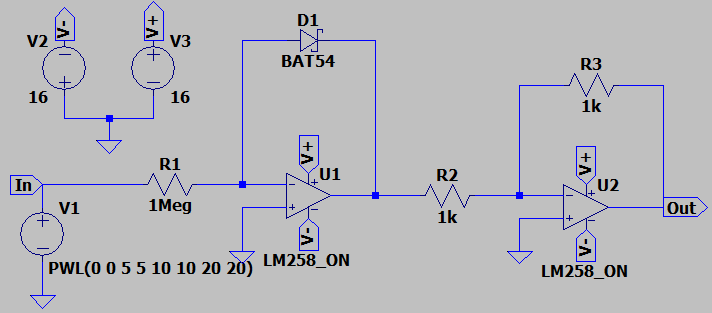 V-
V+
D1
V2
V3
BAT54
R3
16
16
1k
V+
V+
In
R1
U1
R2
U2
1Meg
1k
Out
V1
V-
V-
LM258_ON
LM258_ON
PWL(0 0 5 5 10 10 20 20)